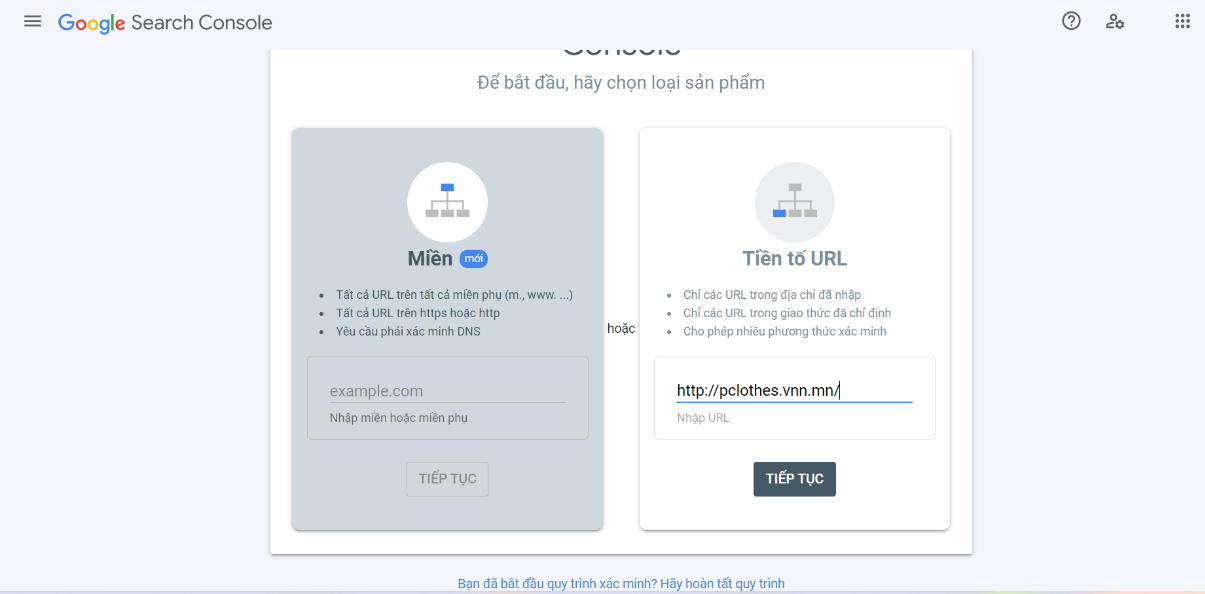 Google Search Console
Console
Để bắt đầu, hãy chọn loại sản phẩm
Miền mới
Tất cả URL trên tất cả miền phụ (m., www. ...)
Tất cả URL trên https hoặc http
Yêu cầu phải xác minh DNS
example.com
Nhập miền hoặc miền phụ
TIẾP TỤC
hoặc
Tiền tố URL
Chỉ các URL trong địa chỉ đã nhập
Chỉ các URL trong giao thức đã chỉ định
Cho phép nhiều phương thức xác minh
http://pclothes.vnn.mn/
Nhập URL
TIẾP TỤC
Bạn đã bắt đầu quy trình xác minh? Hãy hoàn tất quy trình